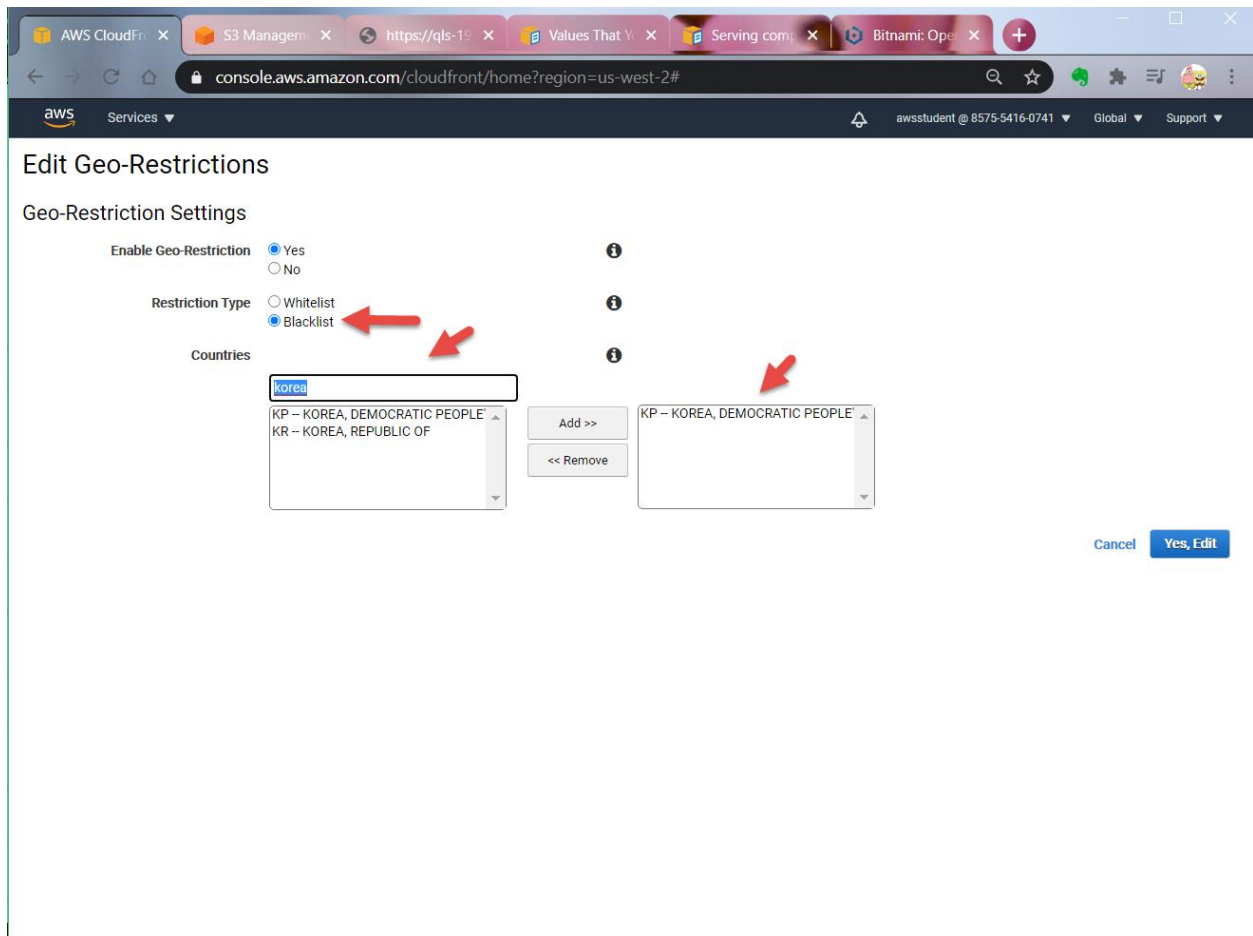 AWS CloudFr
S3 Managem
https://qls-19
Values That Y
Serving comp
Bitnami: Ope
console.aws.amazon.com/cloudfront/home?region=us-west-2#
aws Services awsstudent @ 8575-5416-0741 Global Support
Edit Geo-Restrictions
Geo-Restriction Settings
Enable Geo-Restriction Yes
No
Restriction Type Whitelist
Blacklist
Countries
korea
KP -- KOREA, DEMOCRATIC PEOPLE'
KR -- KOREA, REPUBLIC OF
Add >>
<< Remove
KP -- KOREA, DEMOCRATIC PEOPLE'
Cancel Yes, Edit